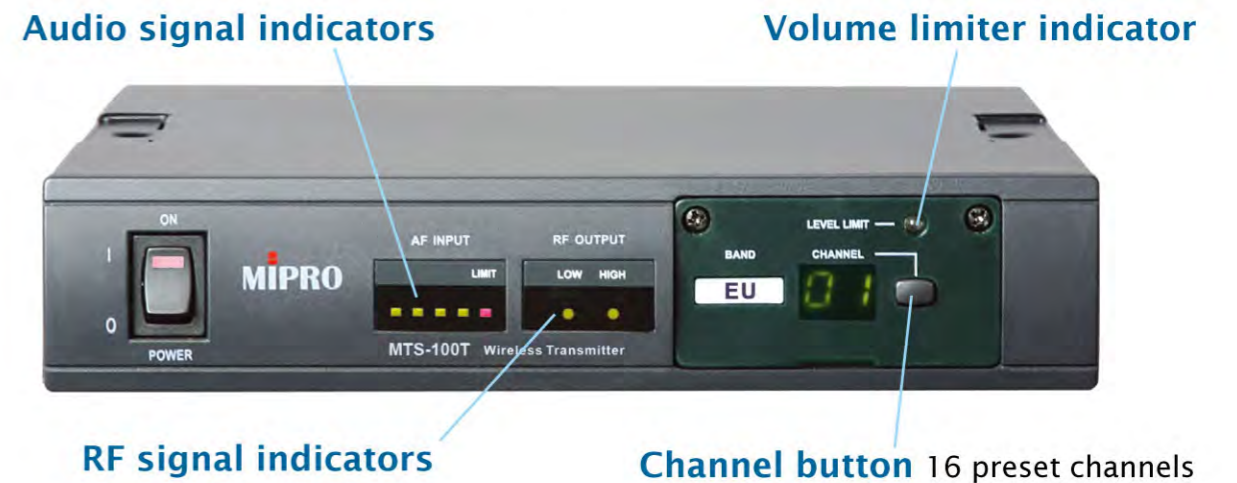 Audio signal indicators
Volume limiter indicator
ON
I
0
POWER
MIPRO
AF INPUT
LIMIT
RF OUTPUT
LOW HIGH
MTS-100T Wireless Transmitter
LEVEL LIMIT
BAND
CHANNEL
EU
01
RF signal indicators
Channel button 16 preset channels